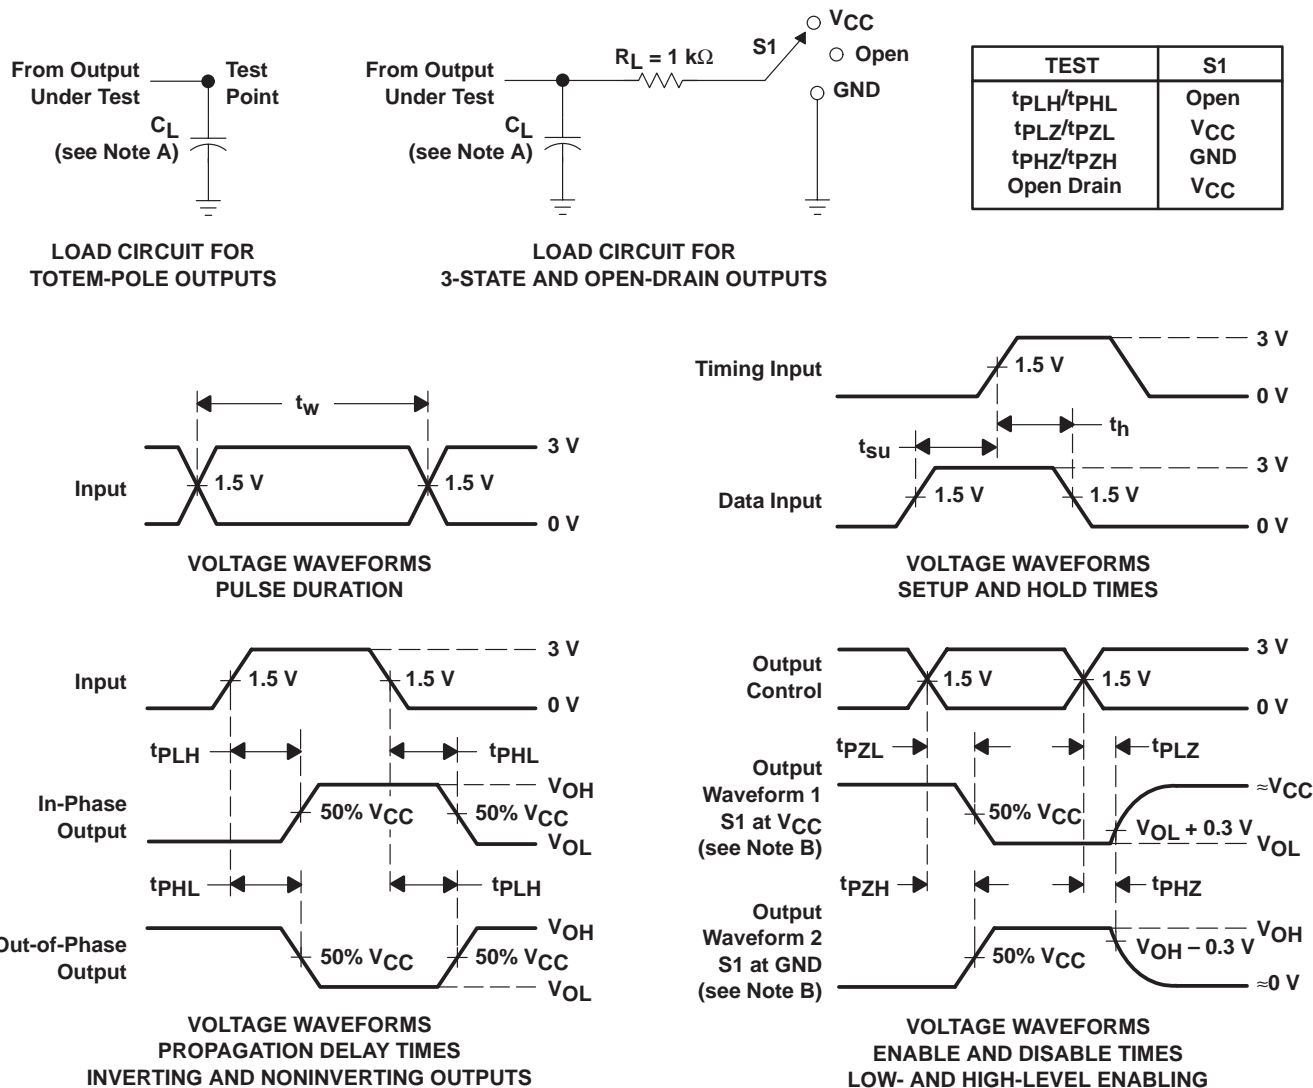 From Output
Under Test
Test
Point
CL
(see Note A)
LOAD CIRCUIT FOR
TOTEM-POLE OUTPUTS
From Output
Under Test
RL = 1 kΩ
S1
VCC
Open
GND
CL
(see Note A)
LOAD CIRCUIT FOR
3-STATE AND OPEN-DRAIN OUTPUTS
TEST S1
tPLH/tPHL Open
tPLZ/tPZL VCC
tPHZ/tPZH GND
Open Drain VCC
tw
Input
1.5 V
1.5 V
3 V
0 V
VOLTAGE WAVEFORMS
PULSE DURATION
Timing Input
1.5 V
3 V
0 V
th
tsu
Data Input
1.5 V
1.5 V
3 V
0 V
VOLTAGE WAVEFORMS
SETUP AND HOLD TIMES
Input
1.5 V
1.5 V
3 V
0 V
tPLH
tPHL
In-Phase
Output
50% VCC
50% VCC
VOH
VOL
tPHL
tPLH
Out-of-Phase
Output
50% VCC
50% VCC
VOH
VOL
VOLTAGE WAVEFORMS
PROPAGATION DELAY TIMES
INVERTING AND NONINVERTING OUTPUTS
Output
Control
1.5 V
1.5 V
3 V
0 V
tPZL
tPLZ
Output
Waveform 1
S1 at VCC
(see Note B)
50% VCC
≈VCC
VOL + 0.3 V
VOL
tPZH
tPHZ
Output
Waveform 2
S1 at GND
(see Note B)
50% VCC
VOH
VOH − 0.3 V
≈0 V
VOLTAGE WAVEFORMS
ENABLE AND DISABLE TIMES
LOW- AND HIGH-LEVEL ENABLING